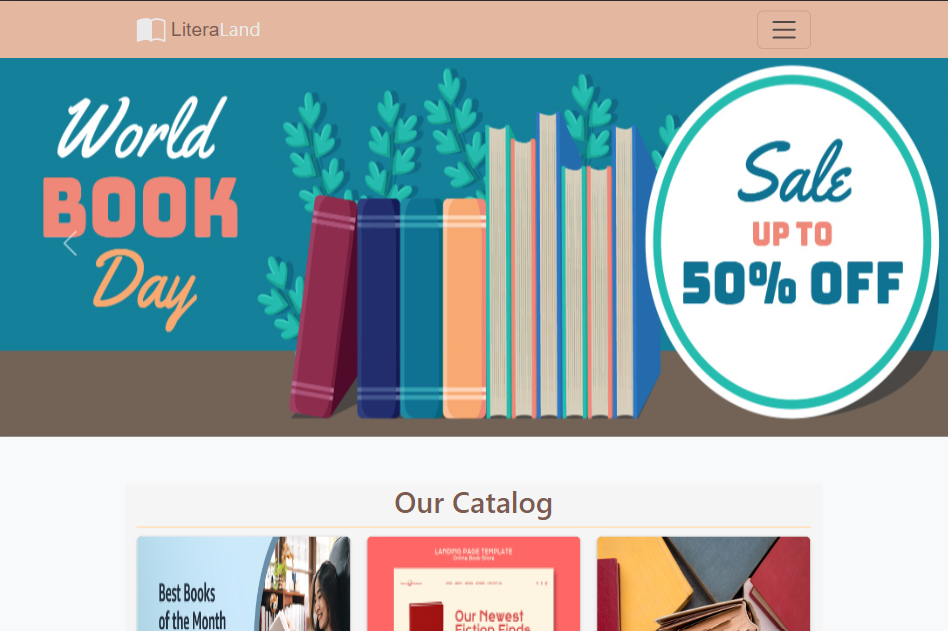 LiteraLand
World
BOOK
Day
Sale
UP TO
50% OFF
Our Catalog
Best Books
of the Month
LANDING PAGE TEMPLATE
Online Book Store
Our Newest
Fiction Finds